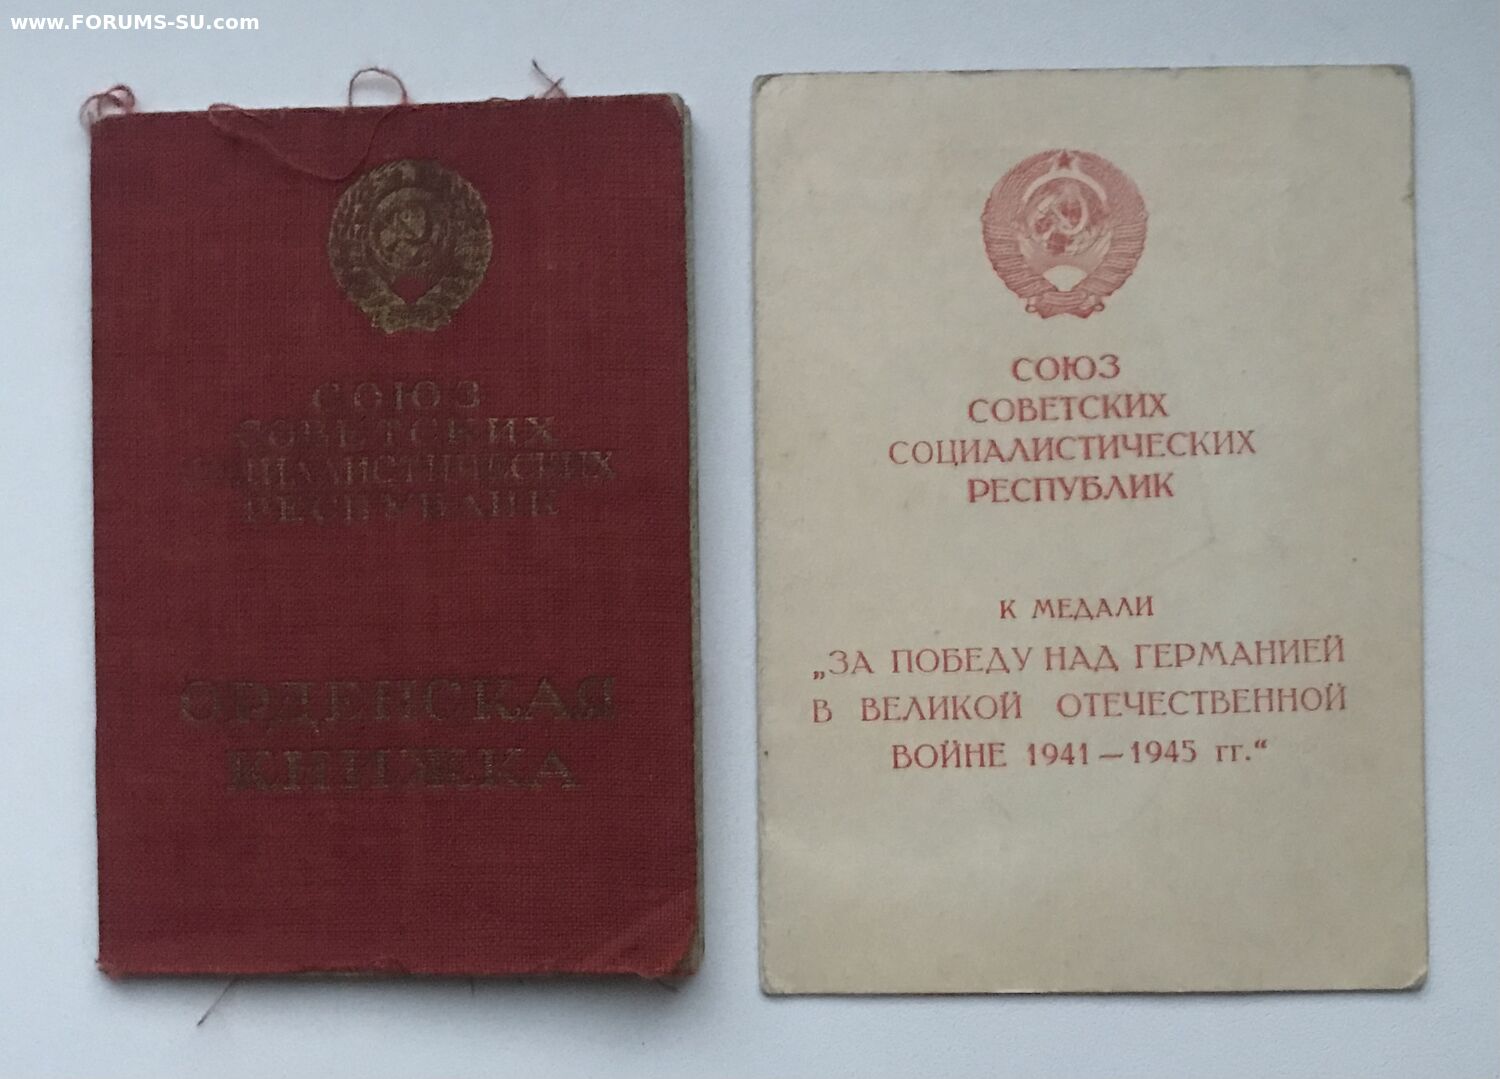 www.FORUMS-SU.com
СОЮЗ
СОВЕТСКИХ
СОЦИАЛИСТИЧЕСКИХ
РЕСПУБЛИК
ОРДЕНСКАЯ
КНИЖКА
СОЮЗ
СОВЕТСКИХ
СОЦИАЛИСТИЧЕСКИХ
РЕСПУБЛИК
К МЕДАЛИ
„ЗА ПОБЕДУ НАД ГЕРМАНИЕЙ
В ВЕЛИКОЙ ОТЕЧЕСТВЕННОЙ
ВОЙНЕ 1941—1945 гг.“